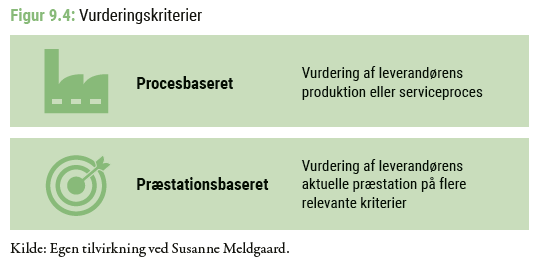 Figur 9.4: Vurderingskriterier
Procesbaseret
Vurdering af leverandørens
produktion eller serviceproces
Præstationsbaseret
Vurdering af leverandørens
aktuelle præstation på flere
relevante kriterier
Kilde: Egen tilvirkning ved Susanne Meldgaard.